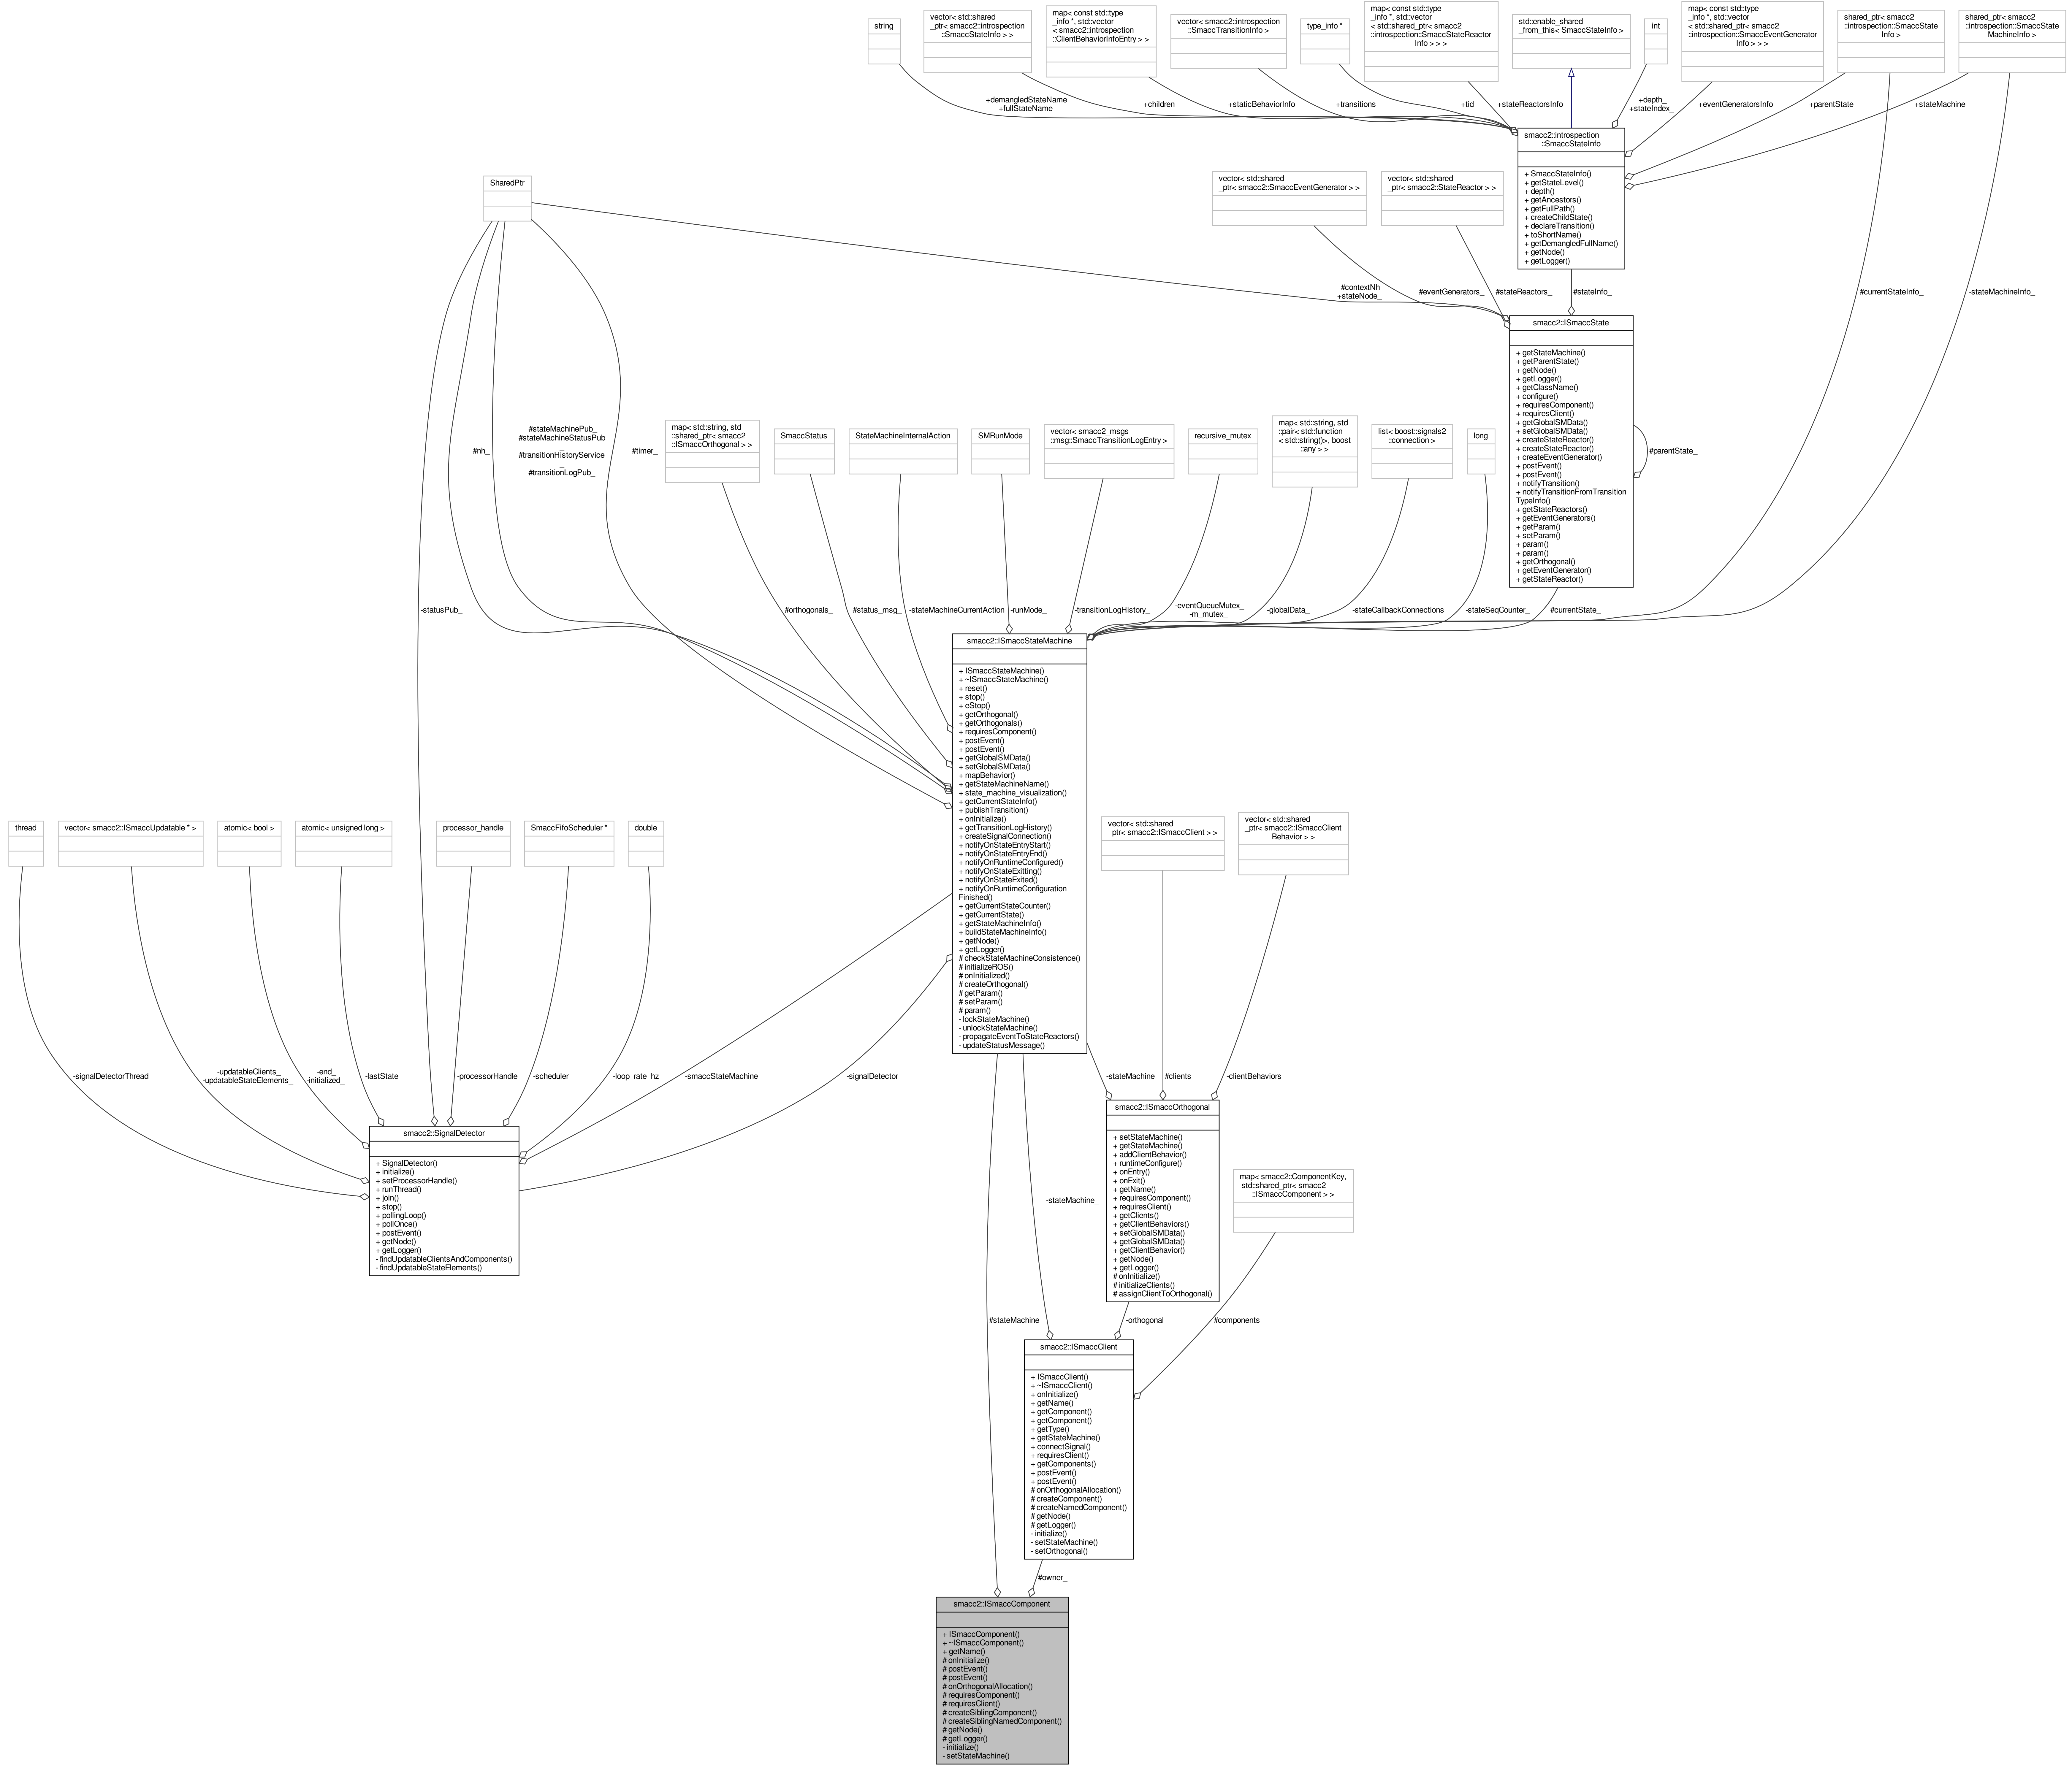 string
vector< std::shared
_ptr< smacc2::introspection
::SmaccStateInfo > >
map< const std::type
_info *, std::vector
< smacc2::introspection
::ClientBehaviorInfoEntry > >
vector< smacc2::introspection
::SmaccTransitionInfo >
type_info *
map< const std::type
_info *, std::vector
< std::shared_ptr< smacc2
::introspection::SmaccStateReactor
Info > > >
std::enable_shared
_from_this< SmaccStateInfo >
int
map< const std::type
_info *, std::vector
< std::shared_ptr< smacc2
::introspection::SmaccEventGenerator
Info > > >
shared_ptr< smacc2
::introspection::SmaccState
Info >
shared_ptr< smacc2
::introspection::SmaccState
MachineInfo >
+demangledStateName
+fullStateName
+children_
+staticBehaviorInfo
+transitions_
+tid_
+stateReactorsInfo
+depth_
+stateIndex_
+eventGeneratorsInfo
+parentState_
+stateMachine_
smacc2::introspection
::SmaccStateInfo
+ SmaccStateInfo()
+ getStateLevel()
+ depth()
+ getAncestors()
+ getFullPath()
+ createChildState()
+ declareTransition()
+ toShortName()
+ getDemangledFullName()
+ getNode()
+ getLogger()
SharedPtr
vector< std::shared
_ptr< smacc2::SmaccEventGenerator > >
vector< std::shared
_ptr< smacc2::StateReactor > >
#contextNh
+stateNode_
#eventGenerators_
#stateReactors_
#stateInfo_
#currentStateInfo_
-stateMachineInfo_
smacc2::ISmaccState
+ getStateMachine()
+ getParentState()
+ getNode()
+ getLogger()
+ getClassName()
+ configure()
+ requiresComponent()
+ requiresClient()
+ getGlobalSMData()
+ setGlobalSMData()
+ createStateReactor()
+ createStateReactor()
+ createEventGenerator()
+ postEvent()
+ postEvent()
+ notifyTransition()
+ notifyTransitionFromTransition
TypeInfo()
+ getStateReactors()
+ getEventGenerators()
+ getParam()
+ setParam()
+ param()
+ param()
+ getOrthogonal()
+ getEventGenerator()
+ getStateReactor()
#parentState_
#nh_
#stateMachinePub_
#stateMachineStatusPub
_
#transitionHistoryService
_
#transitionLogPub_
#timer_
map< std::string, std
::shared_ptr< smacc2
::ISmaccOrthogonal > >
SmaccStatus
StateMachineInternalAction
SMRunMode
vector< smacc2_msgs
::msg::SmaccTransitionLogEntry >
recursive_mutex
map< std::string, std
::pair< std::function
< std::string()>, boost
::any > >
list< boost::signals2
::connection >
long
-statusPub_
#orthogonals_
#status_msg_
-stateMachineCurrentAction
-runMode_
-transitionLogHistory_
-eventQueueMutex_
-m_mutex_
-globalData_
-stateCallbackConnections
-stateSeqCounter_
#currentState_
smacc2::ISmaccStateMachine
+ ISmaccStateMachine()
+ ~ISmaccStateMachine()
+ reset()
+ stop()
+ eStop()
+ getOrthogonal()
+ getOrthogonals()
+ requiresComponent()
+ postEvent()
+ postEvent()
+ getGlobalSMData()
+ setGlobalSMData()
+ mapBehavior()
+ getStateMachineName()
+ state_machine_visualization()
+ getCurrentStateInfo()
+ publishTransition()
+ onInitialize()
+ getTransitionLogHistory()
+ createSignalConnection()
+ notifyOnStateEntryStart()
+ notifyOnStateEntryEnd()
+ notifyOnRuntimeConfigured()
+ notifyOnStateExitting()
+ notifyOnStateExited()
+ notifyOnRuntimeConfiguration
Finished()
+ getCurrentStateCounter()
+ getCurrentState()
+ getStateMachineInfo()
+ buildStateMachineInfo()
+ getNode()
+ getLogger()
# checkStateMachineConsistence()
# initializeROS()
# onInitialized()
# createOrthogonal()
# getParam()
# setParam()
# param()
- lockStateMachine()
- unlockStateMachine()
- propagateEventToStateReactors()
- updateStatusMessage()
thread
vector< smacc2::ISmaccUpdatable * >
atomic< bool >
atomic< unsigned long >
processor_handle
SmaccFifoScheduler *
double
vector< std::shared
_ptr< smacc2::ISmaccClient > >
vector< std::shared
_ptr< smacc2::ISmaccClient
Behavior > >
-signalDetectorThread_
-updatableClients_
-updatableStateElements_
-end_
-initialized_
-lastState_
-processorHandle_
-scheduler_
-loop_rate_hz
-smaccStateMachine_
-signalDetector_
-stateMachine_
#clients_
-clientBehaviors_
smacc2::SignalDetector
+ SignalDetector()
+ initialize()
+ setProcessorHandle()
+ runThread()
+ join()
+ stop()
+ pollingLoop()
+ pollOnce()
+ postEvent()
+ getNode()
+ getLogger()
- findUpdatableClientsAndComponents()
- findUpdatableStateElements()
smacc2::ISmaccOrthogonal
+ setStateMachine()
+ getStateMachine()
+ addClientBehavior()
+ runtimeConfigure()
+ onEntry()
+ onExit()
+ getName()
+ requiresComponent()
+ requiresClient()
+ getClients()
+ getClientBehaviors()
+ setGlobalSMData()
+ getGlobalSMData()
+ getClientBehavior()
+ getNode()
+ getLogger()
# onInitialize()
# initializeClients()
# assignClientToOrthogonal()
map< smacc2::ComponentKey,
std::shared_ptr< smacc2
::ISmaccComponent > >
-stateMachine_
#stateMachine_
-orthogonal_
#components_
smacc2::ISmaccClient
+ ISmaccClient()
+ ~ISmaccClient()
+ onInitialize()
+ getName()
+ getComponent()
+ getComponent()
+ getType()
+ getStateMachine()
+ connectSignal()
+ requiresClient()
+ getComponents()
+ postEvent()
+ postEvent()
# onOrthogonalAllocation()
# createComponent()
# createNamedComponent()
# getNode()
# getLogger()
- initialize()
- setStateMachine()
- setOrthogonal()
#owner_
smacc2::ISmaccComponent
+ ISmaccComponent()
+ ~ISmaccComponent()
+ getName()
# onInitialize()
# postEvent()
# postEvent()
# onOrthogonalAllocation()
# requiresComponent()
# requiresClient()
# createSiblingComponent()
# createSiblingNamedComponent()
# getNode()
# getLogger()
- initialize()
- setStateMachine()